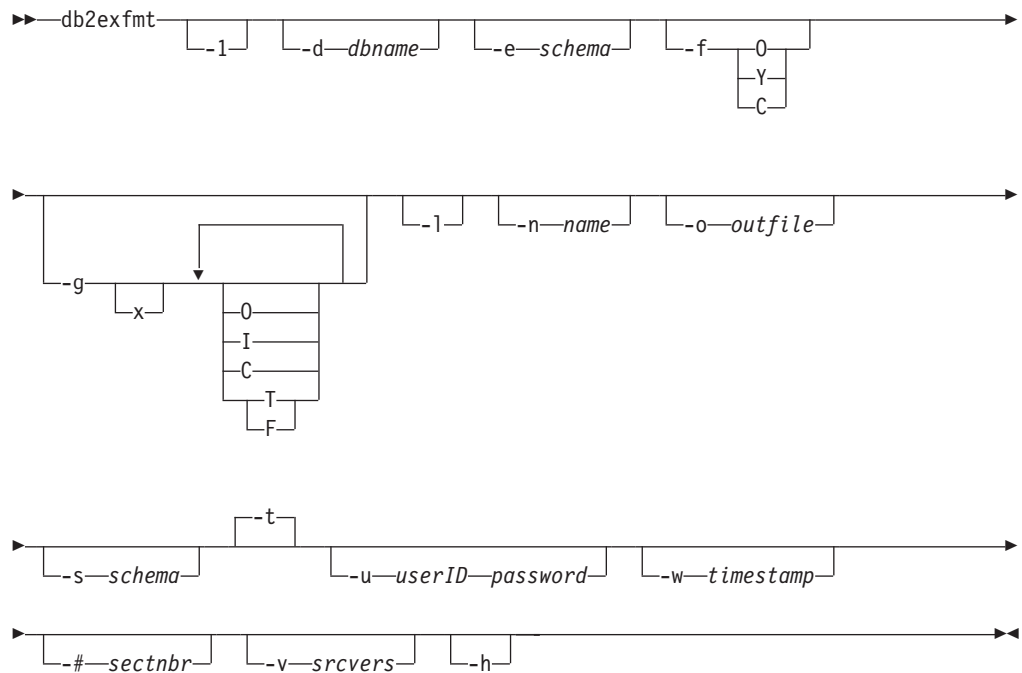 db2exfmt -1 -d dbname -e schema -f O
Y
C
-g x O
I
C
T
F
-l -n name -o outfile
-t
-s schema -u userID password -w timestamp
-# sectnbr -v srcvers -h